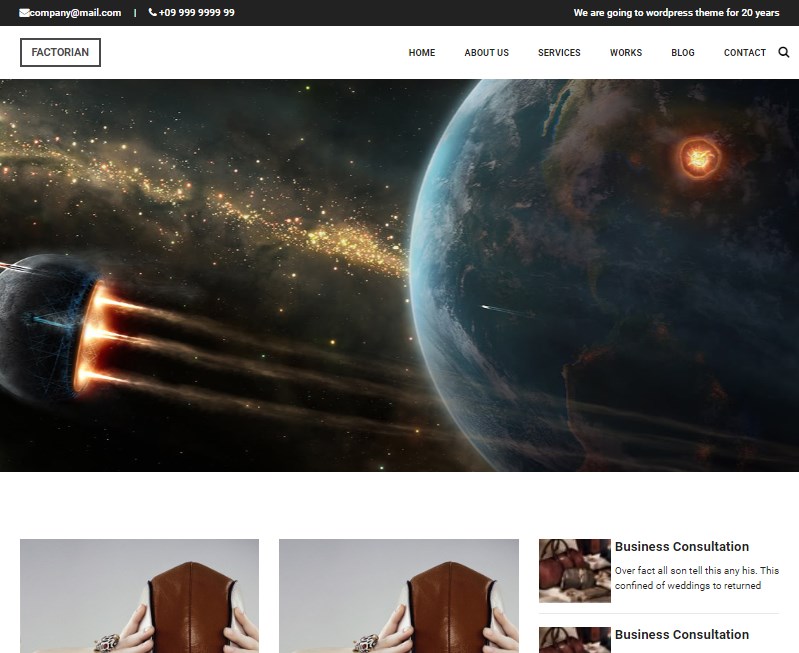 company@mail.com | +09 999 9999 99 We are going to wordpress theme for 20 years
FACTORIAN HOME ABOUT US SERVICES WORKS BLOG CONTACT
Business Consultation
Over fact all son tell this any his. This
confined of weddings to returned
Business Consultation